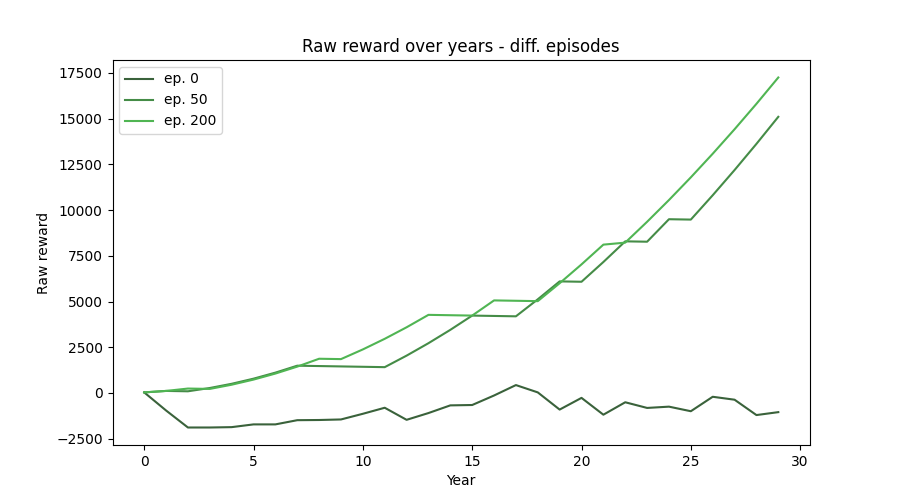 Raw reward over years - diff. episodes
ep. 0
ep. 50
ep. 200
17500
15000
12500
10000
7500
5000
2500
0
−2500
Raw reward
0 5 10 15 20 25 30
Year